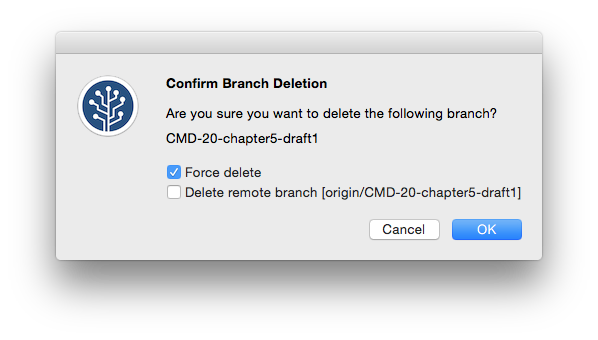 Confirm Branch Deletion
Are you sure you want to delete the following branch?
CMD-20-chapter5-draft1
Force delete
Delete remote branch [origin/CMD-20-chapter5-draft1]
Cancel OK